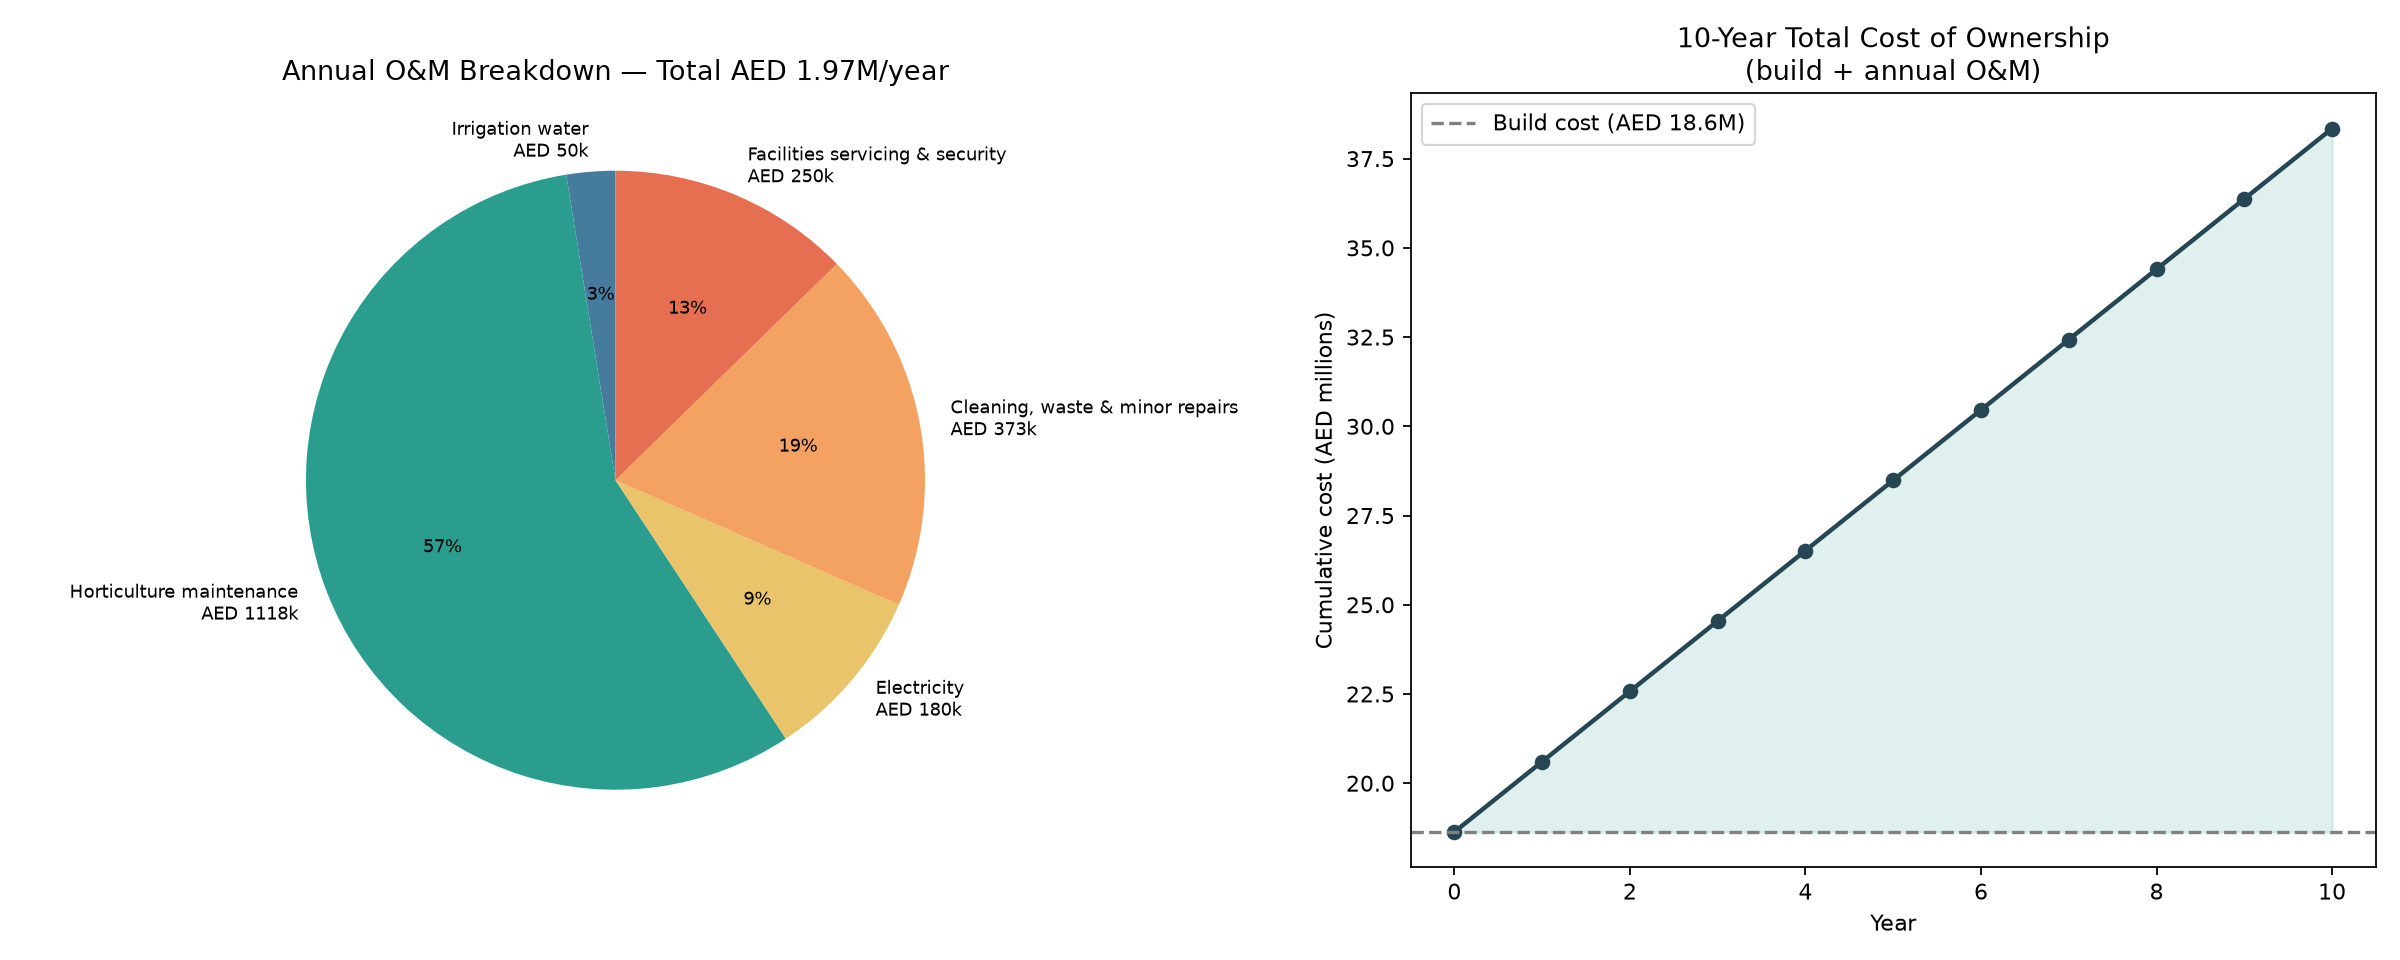 Annual O&M Breakdown — Total AED 1.97M/year
Irrigation water
AED 50k
Facilities servicing & security
AED 250k
3%
13%
Cleaning, waste & minor repairs
AED 373k
19%
57%
Horticulture maintenance
AED 1118k
9%
Electricity
AED 180k
10-Year Total Cost of Ownership
(build + annual O&M)
Build cost (AED 18.6M)
Cumulative cost (AED millions)
37.5
35.0
32.5
30.0
27.5
25.0
22.5
20.0
0
2
4
6
8
10
Year